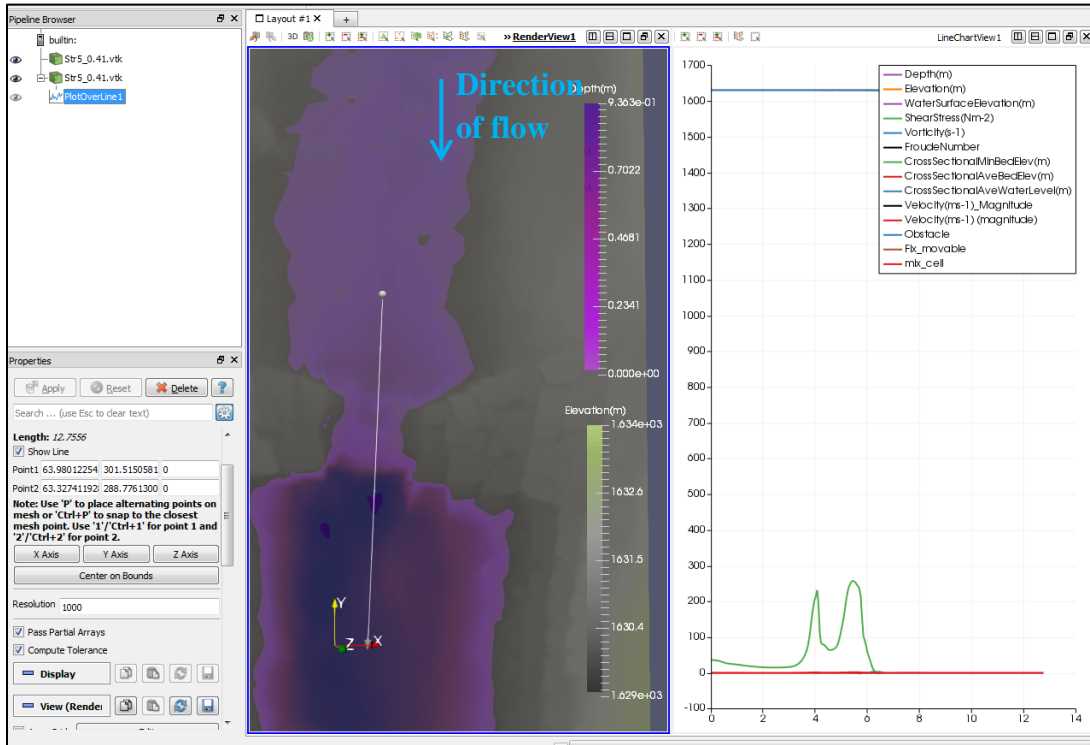 Pipeline Browser
builtin:
Str5_0.41.vtk
Str5_0.41.vtk
PlotOverLine1
Properties
Apply Reset Delete ?
Search ... (use Esc to clear text)
Length: 12.7556
Show Line
Point1 63.98012254 301.5150581 0
Point2 63.32741192 288.7761300 0
Note: Use 'P' to place alternating points on
mesh or 'Ctrl+P' to snap to the closest
mesh point. Use '1'/'Ctrl+1' for point 1 and
'2'/'Ctrl+2' for point 2.
X Axis Y Axis Z Axis
Center on Bounds
Resolution 1000
Pass Partial Arrays
Compute Tolerance
Display
View (Render
Layout #1 X +
3D » RenderView1
Direction
of flow
Depth(m)
9.363e-01
0.7022
0.4681
0.2341
0.000e+00
Elevation(m)
1.634e+03
1632.6
1631.5
1630.4
1.629e+03
Y
Z X
LineChartView1
1700
1600
1500
1400
1300
1200
1100
1000
900
800
700
600
500
400
300
200
100
0
-100
0 2 4 6 8 10 12 14
Depth(m)
Elevation(m)
WaterSurfaceElevation(m)
ShearStress(Nm-2)
Vorticity(s-1)
FroudeNumber
CrossSectionalMinBedElev(m)
CrossSectionalAveBedElev(m)
CrossSectionalAveWaterLevel(m)
Velocity(ms-1)_Magnitude
Velocity(ms-1) (magnitude)
Obstacle
Fix_movable
mix_cell